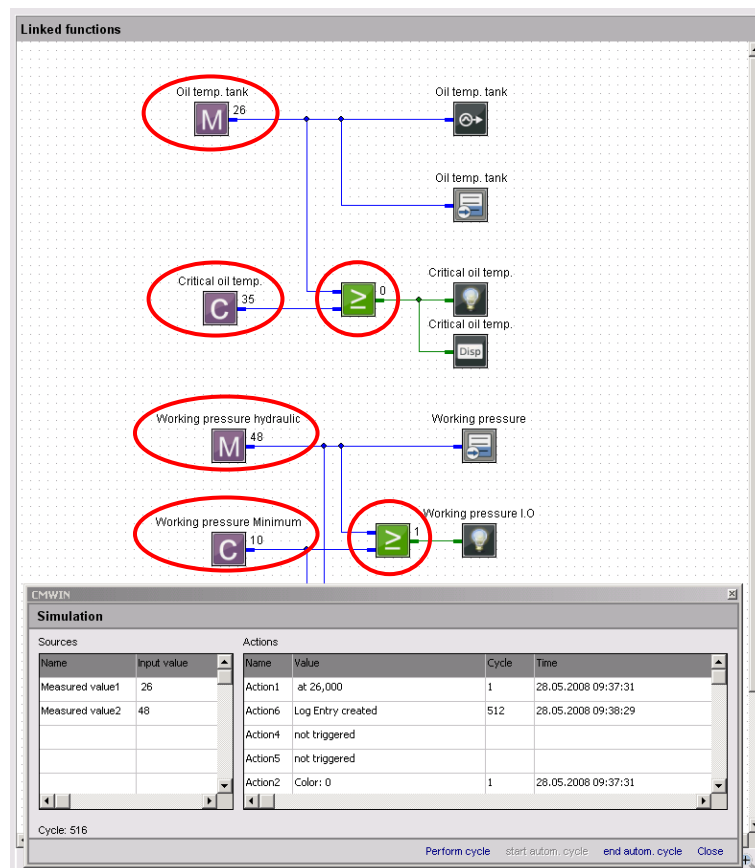 Linked functions
Oil temp. tank
Oil temp. tank
M
26
Oil temp. tank
Critical oil temp.
Critical oil temp.
C
35
≥
0
Critical oil temp.
Disp
Working pressure hydraulic
Working pressure
M
48
Working pressure Minimum
Working pressure I.O
C
10
≥
1
CMWIN
Simulation
Sources
Actions
Name Input value
Name Value Cycle Time
Measured value1 26
Action1 at 26,000 1 28.05.2008 09:37:31
Measured value2 48
Action6 Log Entry created 512 28.05.2008 09:38:29
Action4 not triggered
Action5 not triggered
Action2 Color: 0 1 28.05.2008 09:37:31
Cycle: 516
Perform cycle start autom. cycle end autom. cycle Close